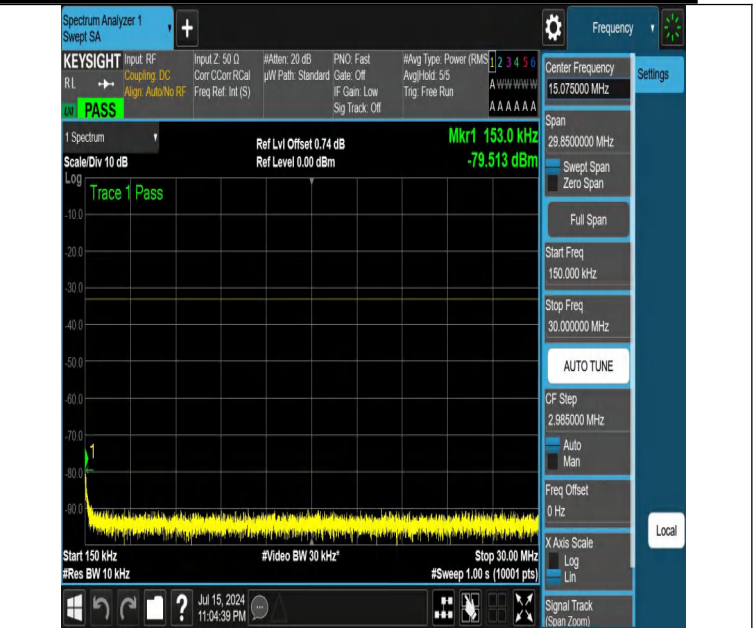 Spectrum Analyzer 1
Swept SA
+
Frequency
KEYSIGHT
RL
PASS
Input: RF
Coupling: DC
Align: Auto/No RF
Input Z: 50 Ω
Corr CCorr RCal
Freq Ref: Int (S)
#Atten: 20 dB
µW Path: Standard
PNO: Fast
Gate: Off
IF Gain: Low
Sig Track: Off
#Avg Type: Power (RMS
Avg|Hold: 5/5
Trig: Free Run
1 2 3 4 5 6
A W W W W W
A A A A A A
1 Spectrum
Scale/Div 10 dB
Ref Lvl Offset 0.74 dB
Ref Level 0.00 dBm
Mkr1 153.0 kHz
-79.513 dBm
Log
Trace 1 Pass
-10.0
-20.0
-30.0
-40.0
-50.0
-60.0
-70.0
1
-80.0
-90.0
Start 150 kHz
#Res BW 10 kHz
#Video BW 30 kHz*
Stop 30.00 MHz
#Sweep 1.00 s (10001 pts)
?
Jul 15, 2024
11:04:39 PM
Center Frequency
15.075000 MHz
Settings
Span
29.8500000 MHz
Swept Span
Zero Span
Full Span
Start Freq
150.000 kHz
Stop Freq
30.000000 MHz
AUTO TUNE
CF Step
2.985000 MHz
Auto
Man
Freq Offset
0 Hz
Local
X Axis Scale
Log
Lin
Signal Track
(Span Zoom)